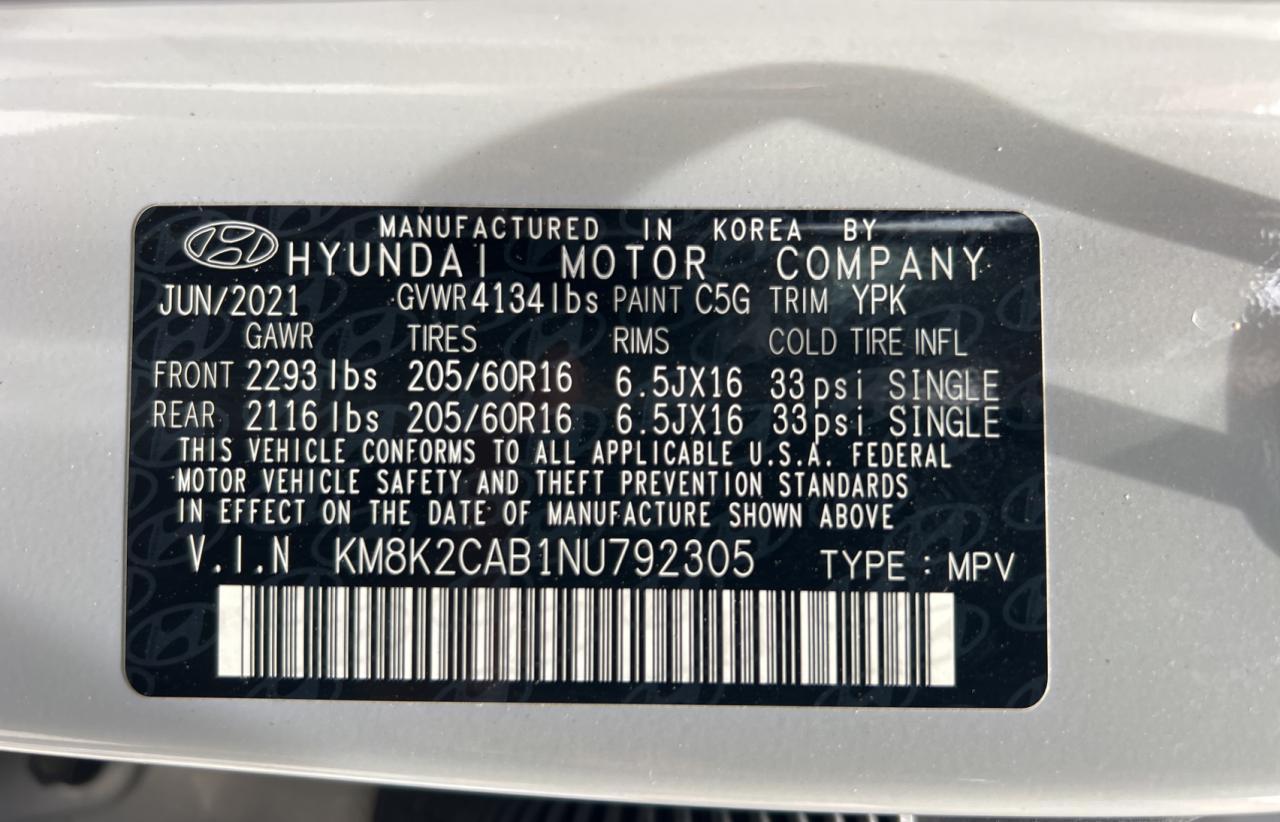 MANUFACTURED IN KOREA BY
HYUNDAI MOTOR COMPANY
JUN/2021 GVWR 4134lbs PAINT C5G TRIM YPK
GAWR TIRES RIMS COLD TIRE INFL
FRONT 2293 lbs 205/60R16 6.5JX16 33psi SINGLE
REAR 2116 lbs 205/60R16 6.5JX16 33psi SINGLE
THIS VEHICLE CONFORMS TO ALL APPLICABLE U.S.A. FEDERAL
MOTOR VEHICLE SAFETY AND THEFT PREVENTION STANDARDS
IN EFFECT ON THE DATE OF MANUFACTURE SHOWN ABOVE
V.I.N KM8K2CAB1NU792305 TYPE : MPV